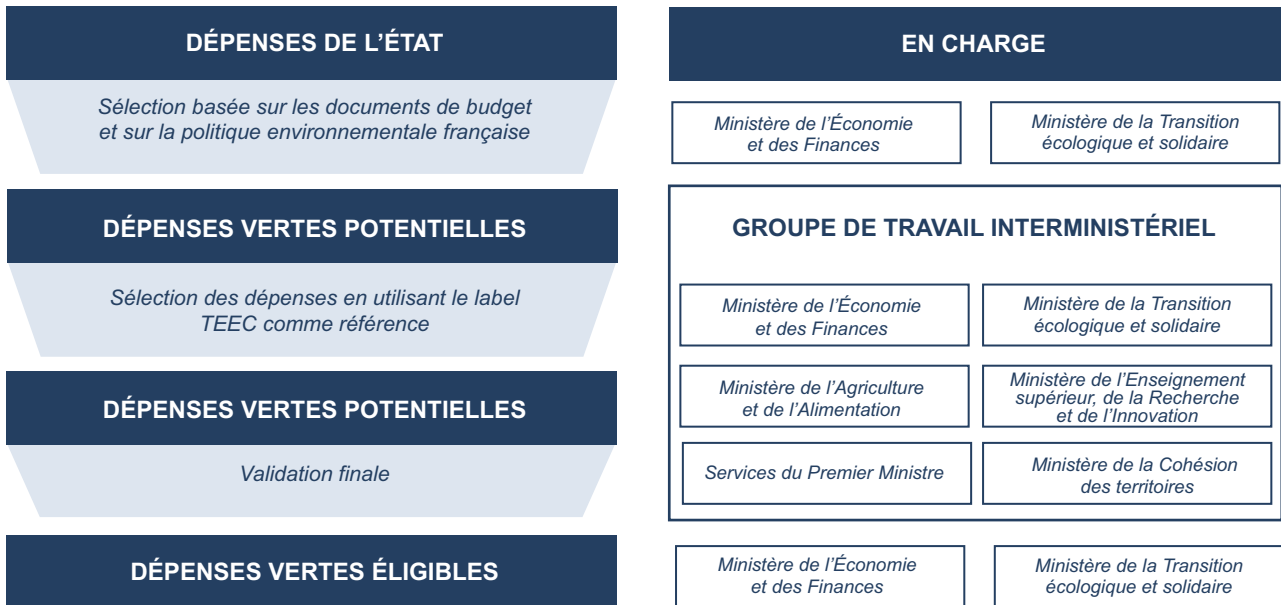 DÉPENSES DE L’ÉTAT
Sélection basée sur les documents de budget
et sur la politique environnementale française
DÉPENSES VERTES POTENTIELLES
Sélection des dépenses en utilisant le label
TEEC comme référence
DÉPENSES VERTES POTENTIELLES
Validation finale
DÉPENSES VERTES ÉLIGIBLES
EN CHARGE
Ministère de l’Économie
et des Finances
Ministère de la Transition
écologique et solidaire
GROUPE DE TRAVAIL INTERMINISTÉRIEL
Ministère de l’Économie
et des Finances
Ministère de la Transition
écologique et solidaire
Ministère de l’Agriculture
et de l’Alimentation
Ministère de l’Enseignement
supérieur, de la Recherche
et de l’Innovation
Services du Premier Ministre
Ministère de la Cohésion
des territoires
Ministère de l’Économie
et des Finances
Ministère de la Transition
écologique et solidaire